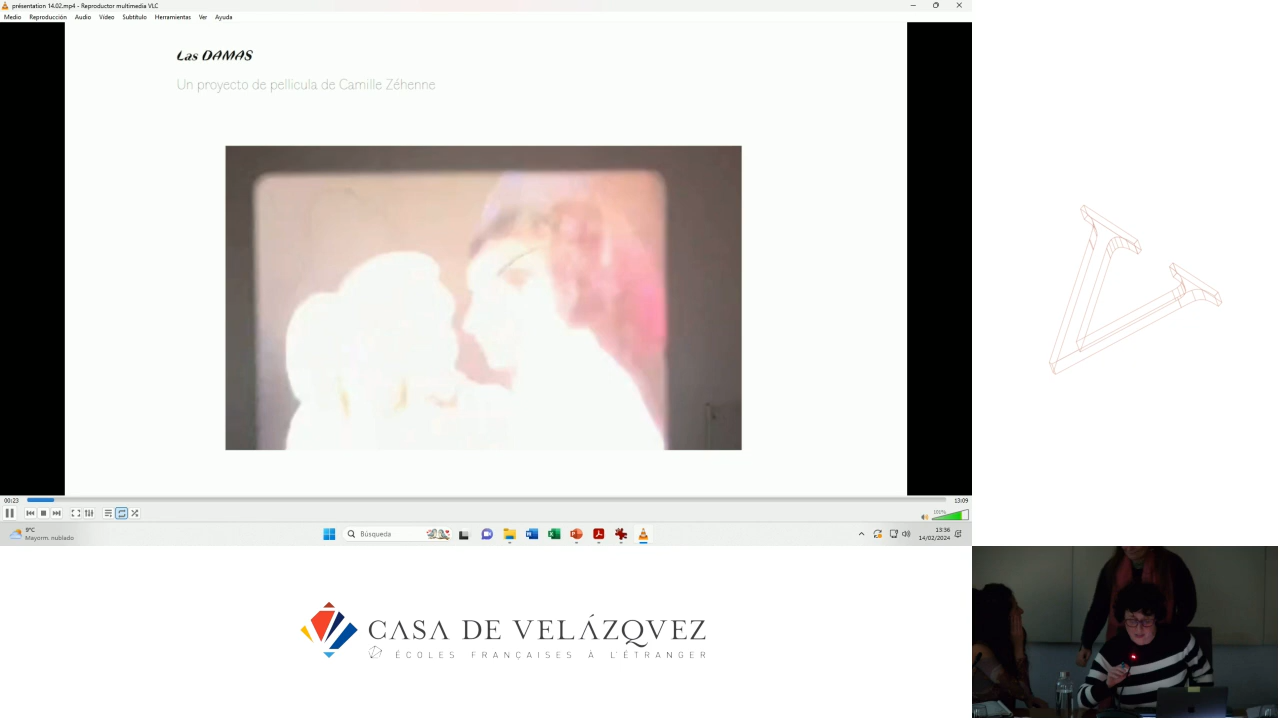 présentation 14.02.mp4 - Reproductor multimedia VLC
Medio Reproducción Audio Vídeo Subtítulo Herramientas Ver Ayuda
Las DAMAS
Un proyecto de pellicula de Camille Zéhenne
00:23
13:09
100%
9°C
Mayorm. nublado
Búsqueda
13:36
14/02/2024
CASA DE VELÁZQVEZ
ÉCOLES FRANÇAISES À L'ÉTRANGER